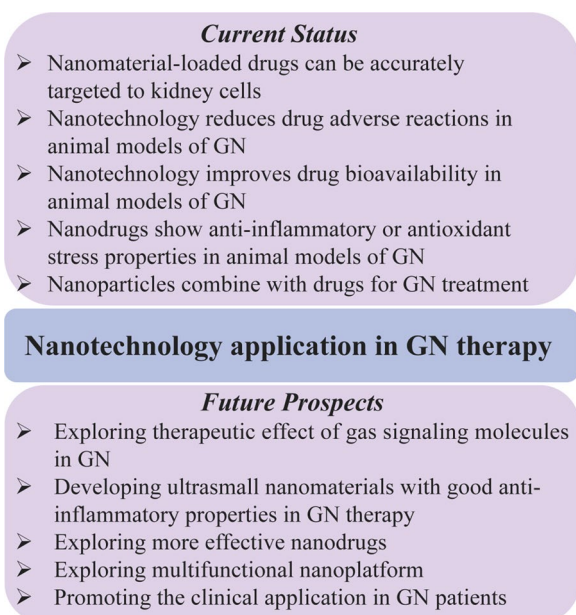 Current Status
➤ Nanomaterial-loaded drugs can be accurately
targeted to kidney cells
➤ Nanotechnology reduces drug adverse reactions in
animal models of GN
➤ Nanotechnology improves drug bioavailability in
animal models of GN
➤ Nanodrugs show anti-inflammatory or antioxidant
stress properties in animal models of GN
➤ Nanoparticles combine with drugs for GN treatment
Nanotechnology application in GN therapy
Future Prospects
➤ Exploring therapeutic effect of gas signaling molecules
in GN
➤ Developing ultrasmall nanomaterials with good anti-
inflammatory properties in GN therapy
➤ Exploring more effective nanodrugs
➤ Exploring multifunctional nanoplatform
➤ Promoting the clinical application in GN patients